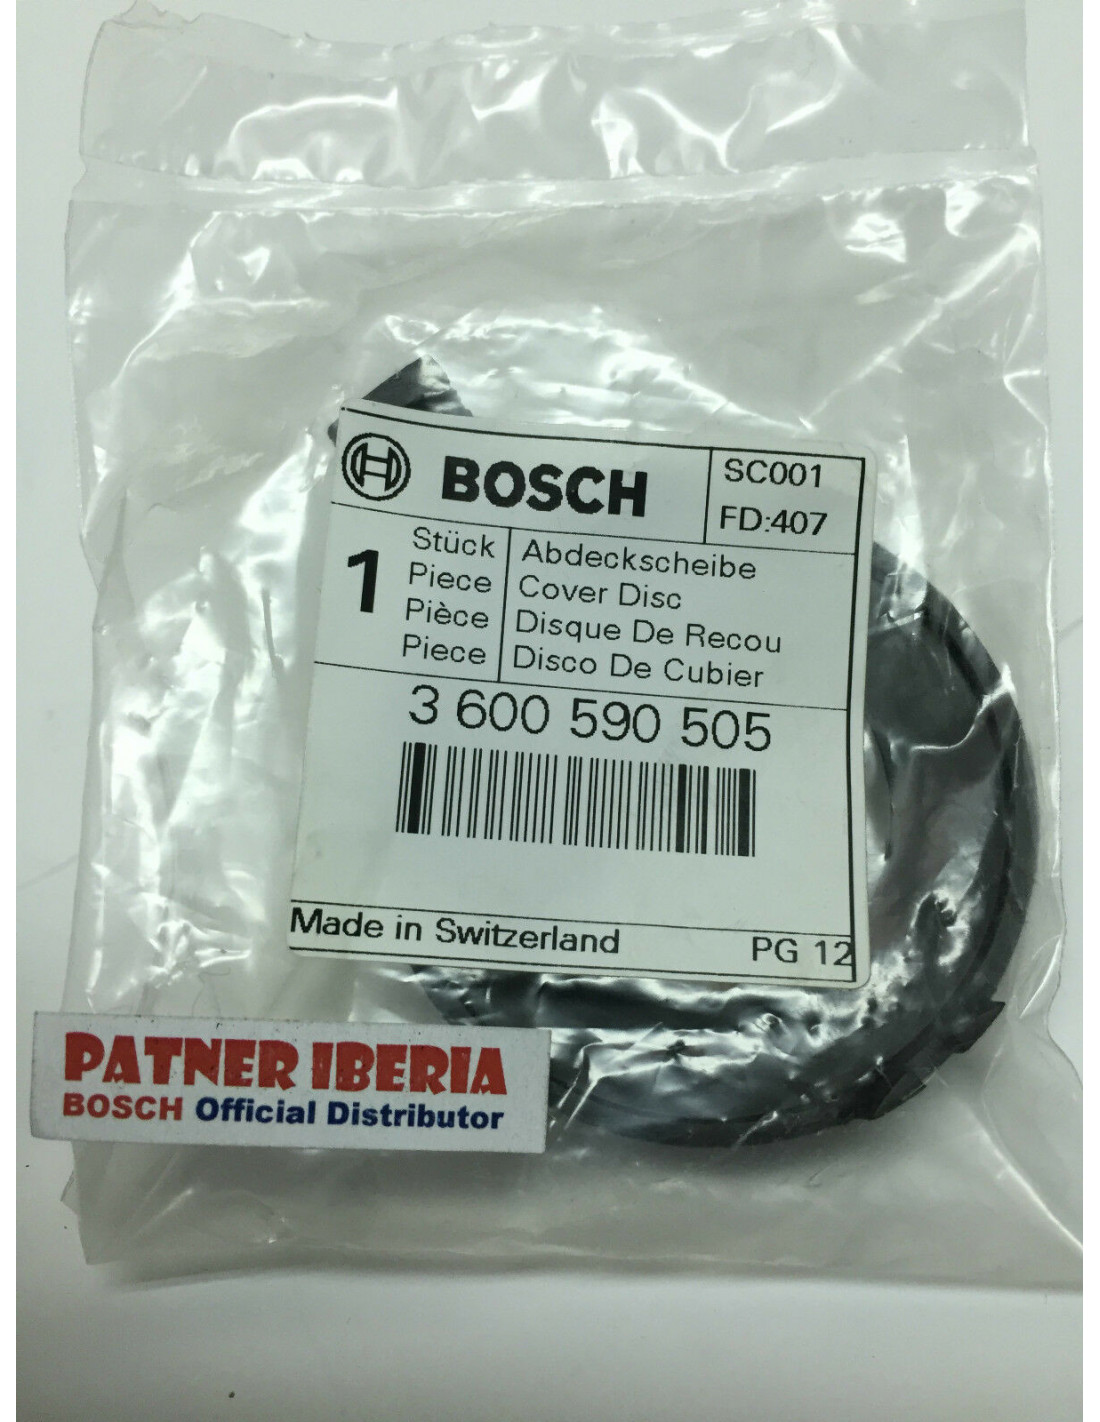 BOSCH
SC001
FD:407
1
Stück
Piece
Pièce
Piece
Abdeckscheibe
Cover Disc
Disque De Recou
Disco De Cubier
3 600 590 505
Made in Switzerland
PG 12
PATNER IBERIA
BOSCH Official Distributor